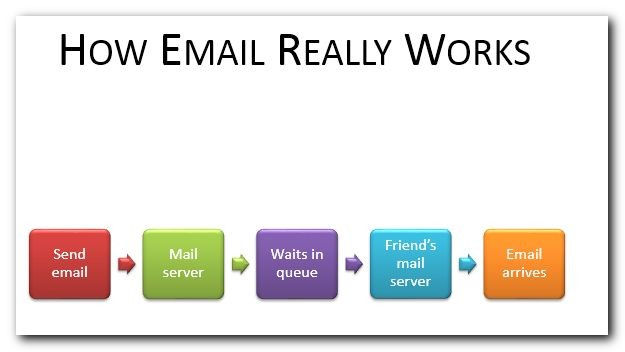 HOW EMAIL REALLY WORKS
Send
email
Mail
server
Waits in
queue
Friend's
mail
server
Email
arrives